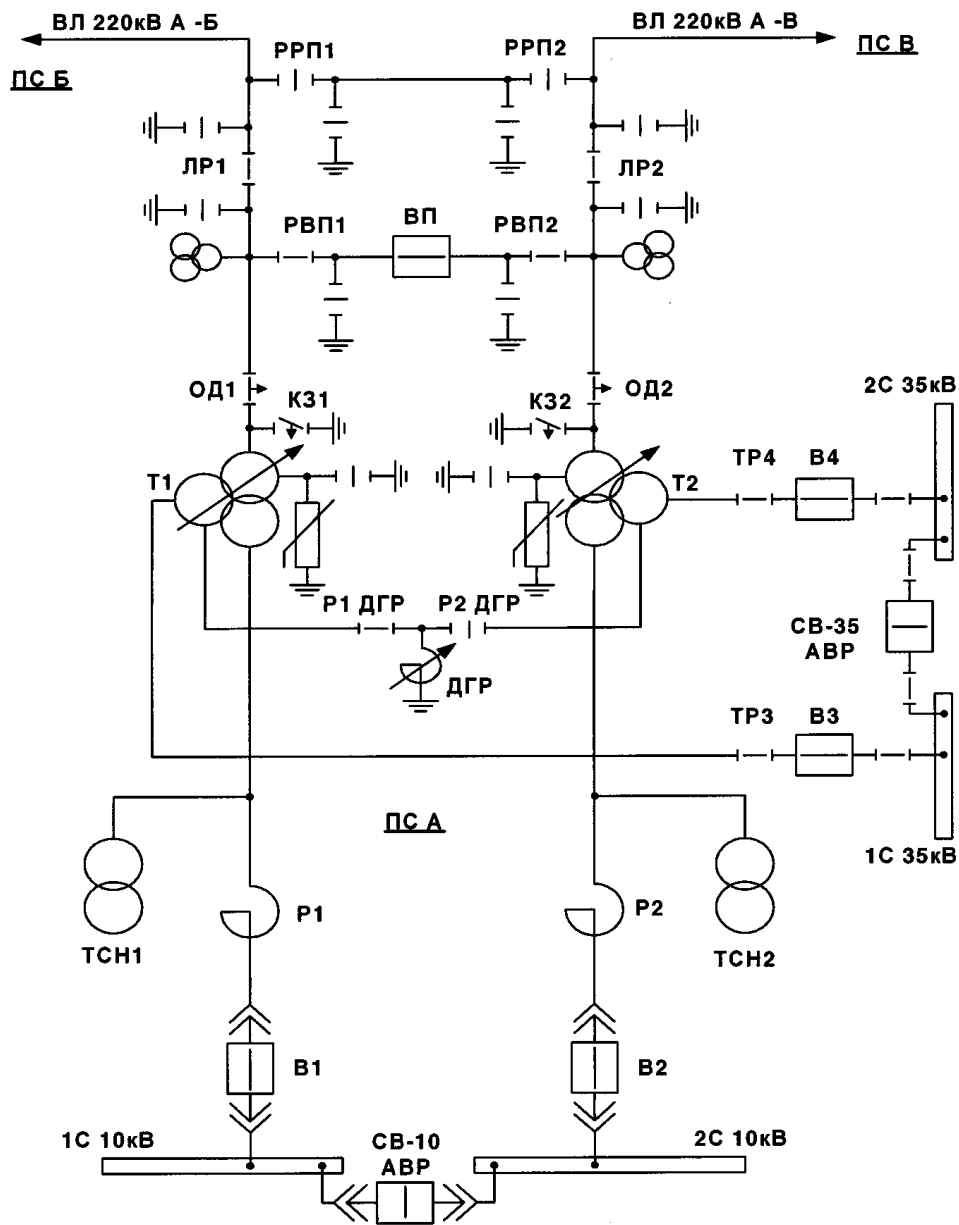 ВЛ 220кВ А -Б
ВЛ 220кВ А -В
ПС Б
РРП1
РРП2
ПС В
ЛР1
ЛР2
РВП1
ВП
РВП2
ОД1
КЗ1
КЗ2
ОД2
2С 35кВ
Т1
Т2
ТР4
В4
Р1 ДГР
Р2 ДГР
СВ-35
АВР
ДГР
ТР3
В3
ПС А
1С 35кВ
Р1
Р2
ТСН1
ТСН2
В1
В2
1С 10кВ
СВ-10
АВР
2С 10кВ